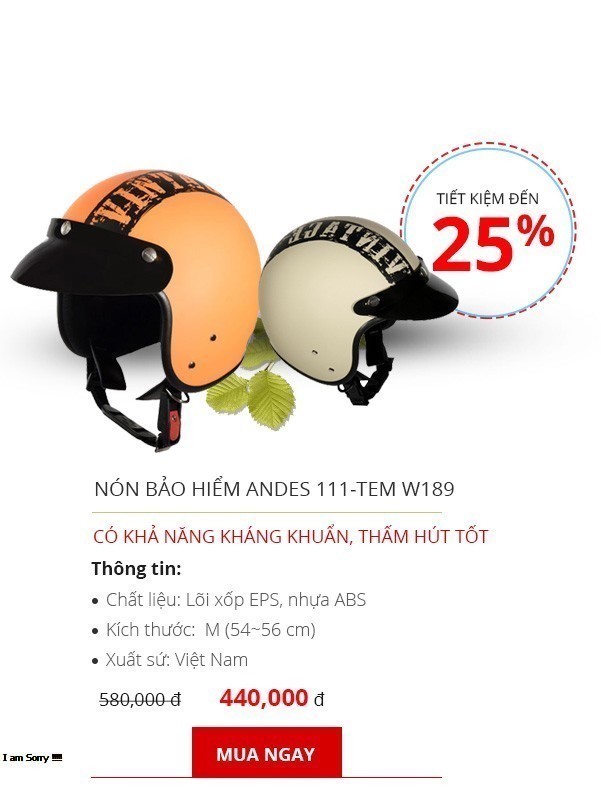 VINTA
VINTAGE
TIẾT KIỆM ĐẾN
25%
NÓN BẢO HIỂM ANDES 111-TEM W189
CÓ KHẢ NĂNG KHÁNG KHUẨN, THẤM HÚT TỐT
Thông tin:
• Chất liệu: Lõi xốp EPS, nhựa ABS
• Kích thước: M (54~56 cm)
• Xuất sứ: Việt Nam
580,000 đ 440,000 đ
MUA NGAY
I am Sorry !!!!!